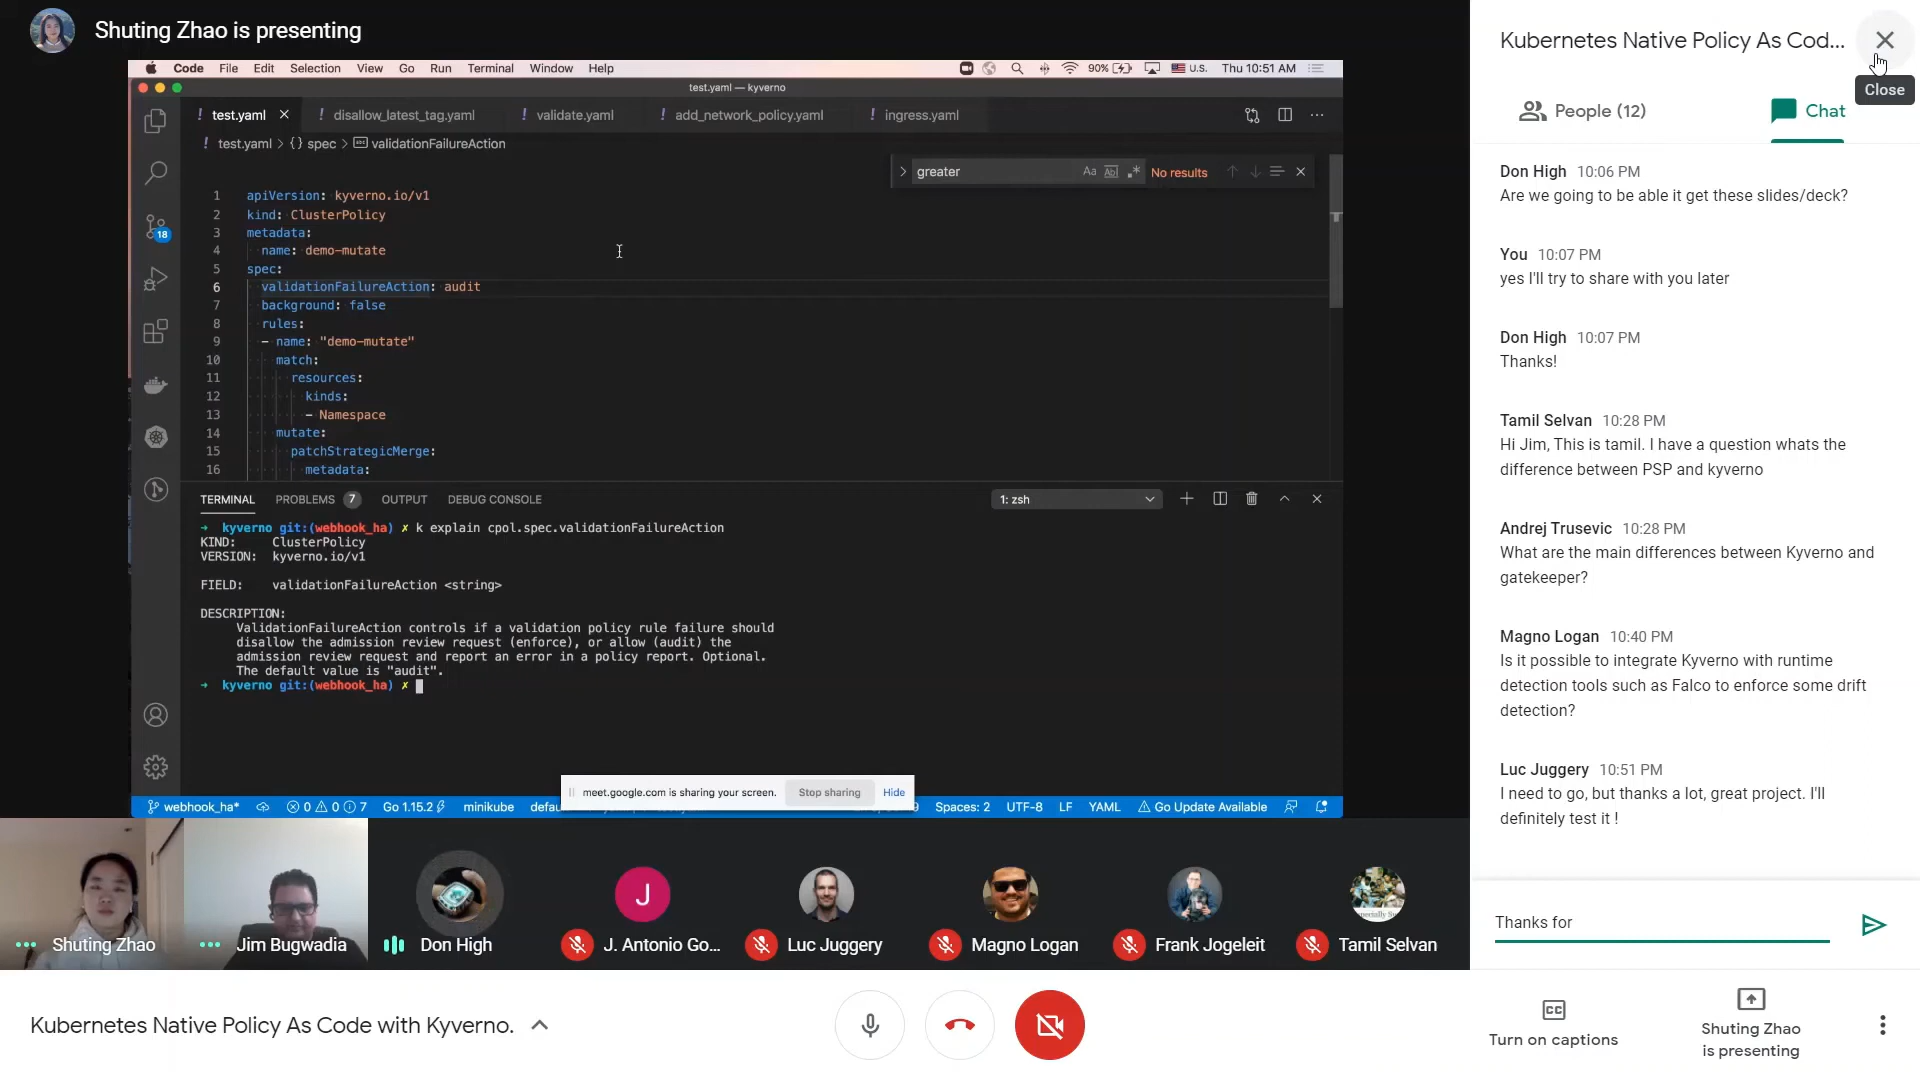 Shuting Zhao is presenting
Code File Edit Selection View Go Run Terminal Window Help
90% U.S. Thu 10:51 AM
test.yaml — kyverno
! test.yaml ! disallow_latest_tag.yaml ! validate.yaml ! add_network_policy.yaml ! ingress.yaml
! test.yaml > {} spec > validationFailureAction
greater Aa Abl .* No results
1 apiVersion: kyverno.io/v1
2 kind: ClusterPolicy
3 metadata:
4 name: demo-mutate
5 spec:
6 validationFailureAction: audit
7 background: false
8 rules:
9 - name: "demo-mutate"
10 match:
11 resources:
12 kinds:
13 - Namespace
14 mutate:
15 patchStrategicMerge:
16 metadata:
18
TERMINAL PROBLEMS 7 OUTPUT DEBUG CONSOLE
1: zsh
→ kyverno git:(webhook_ha) ✗ k explain cpol.spec.validationFailureAction
KIND: ClusterPolicy
VERSION: kyverno.io/v1
FIELD: validationFailureAction <string>
DESCRIPTION:
ValidationFailureAction controls if a validation policy rule failure should
disallow the admission review request (enforce), or allow (audit) the
admission review request and report an error in a policy report. Optional.
The default value is "audit".
→ kyverno git:(webhook_ha) ✗
meet.google.com is sharing your screen. Stop sharing Hide
webhook_ha* 0 0 7 Go 1.15.2 minikube Spaces: 2 UTF-8 LF YAML Go Update Available
Shuting Zhao
Jim Bugwadia
Don High
J
J. Antonio Go...
Luc Juggery
Magno Logan
Frank Jogeleit
Tamil Selvan
Kubernetes Native Policy As Code with Kyverno.
Kubernetes Native Policy As Cod...
Close
People (12) Chat
Don High 10:06 PM
Are we going to be able it get these slides/deck?
You 10:07 PM
yes I'll try to share with you later
Don High 10:07 PM
Thanks!
Tamil Selvan 10:28 PM
Hi Jim, This is tamil. I have a question whats the
difference between PSP and kyverno
Andrej Trusevic 10:28 PM
What are the main differences between Kyverno and
gatekeeper?
Magno Logan 10:40 PM
Is it possible to integrate Kyverno with runtime
detection tools such as Falco to enforce some drift
detection?
Luc Juggery 10:51 PM
I need to go, but thanks a lot, great project. I'll
definitely test it !
Thanks for
CC
Turn on captions
Shuting Zhao
is presenting